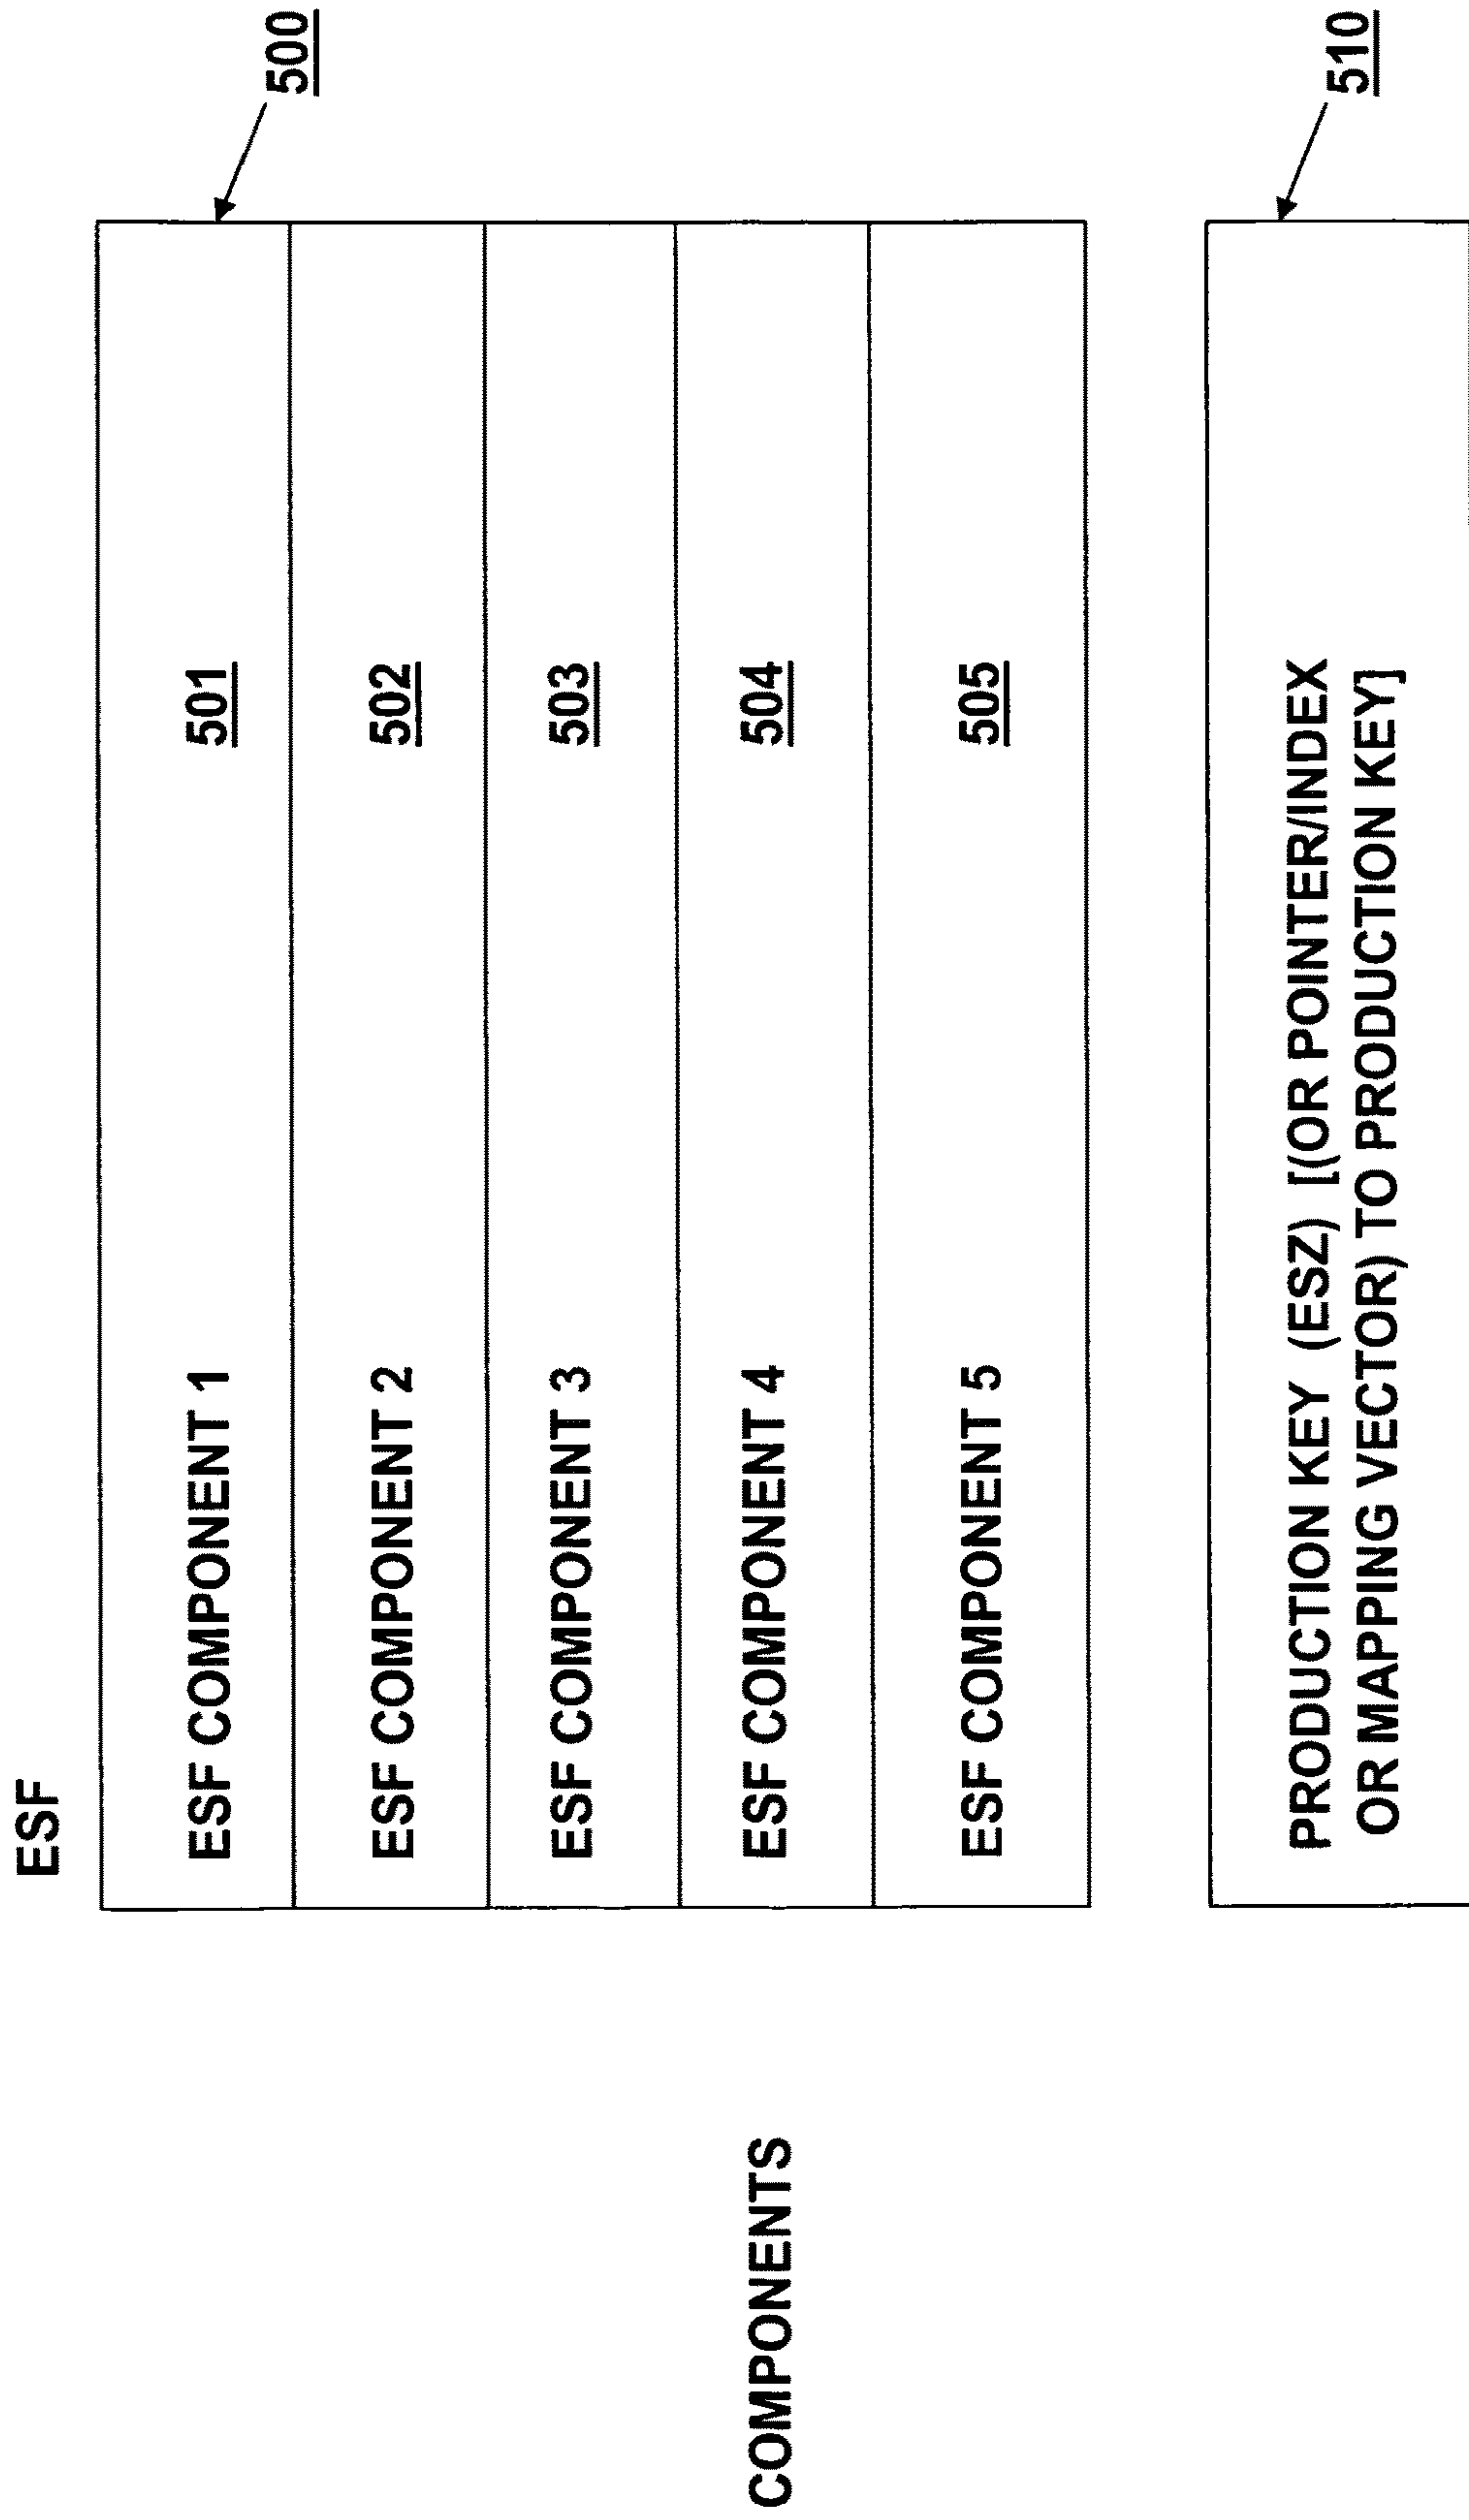 ESF
500
ESF COMPONENT 1 501
ESF COMPONENT 2 502
ESF COMPONENT 3 503
COMPONENTS
ESF COMPONENT 4 504
ESF COMPONENT 5 505
510
PRODUCTION KEY (ESZ) [(OR POINTER/INDEX
OR MAPPING VECTOR) TO PRODUCTION KEY]